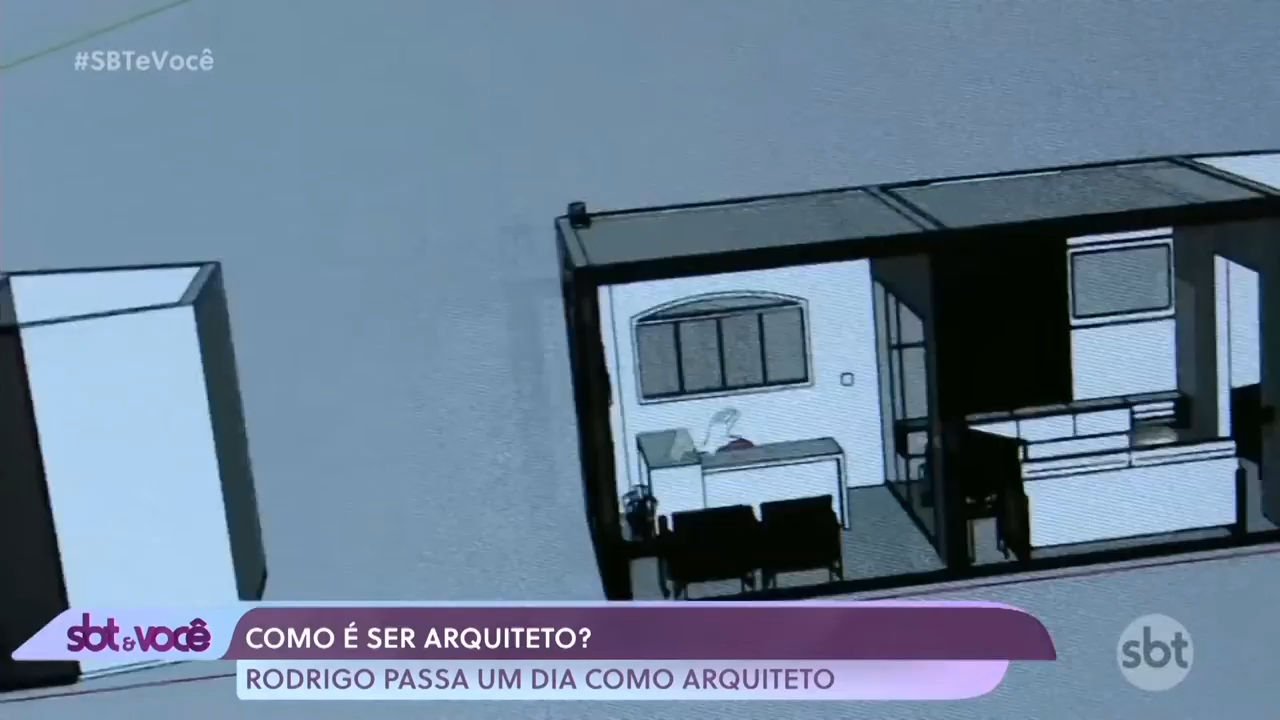 #SBTeVocê
sbt&você
COMO É SER ARQUITETO?
RODRIGO PASSA UM DIA COMO ARQUITETO
sbt